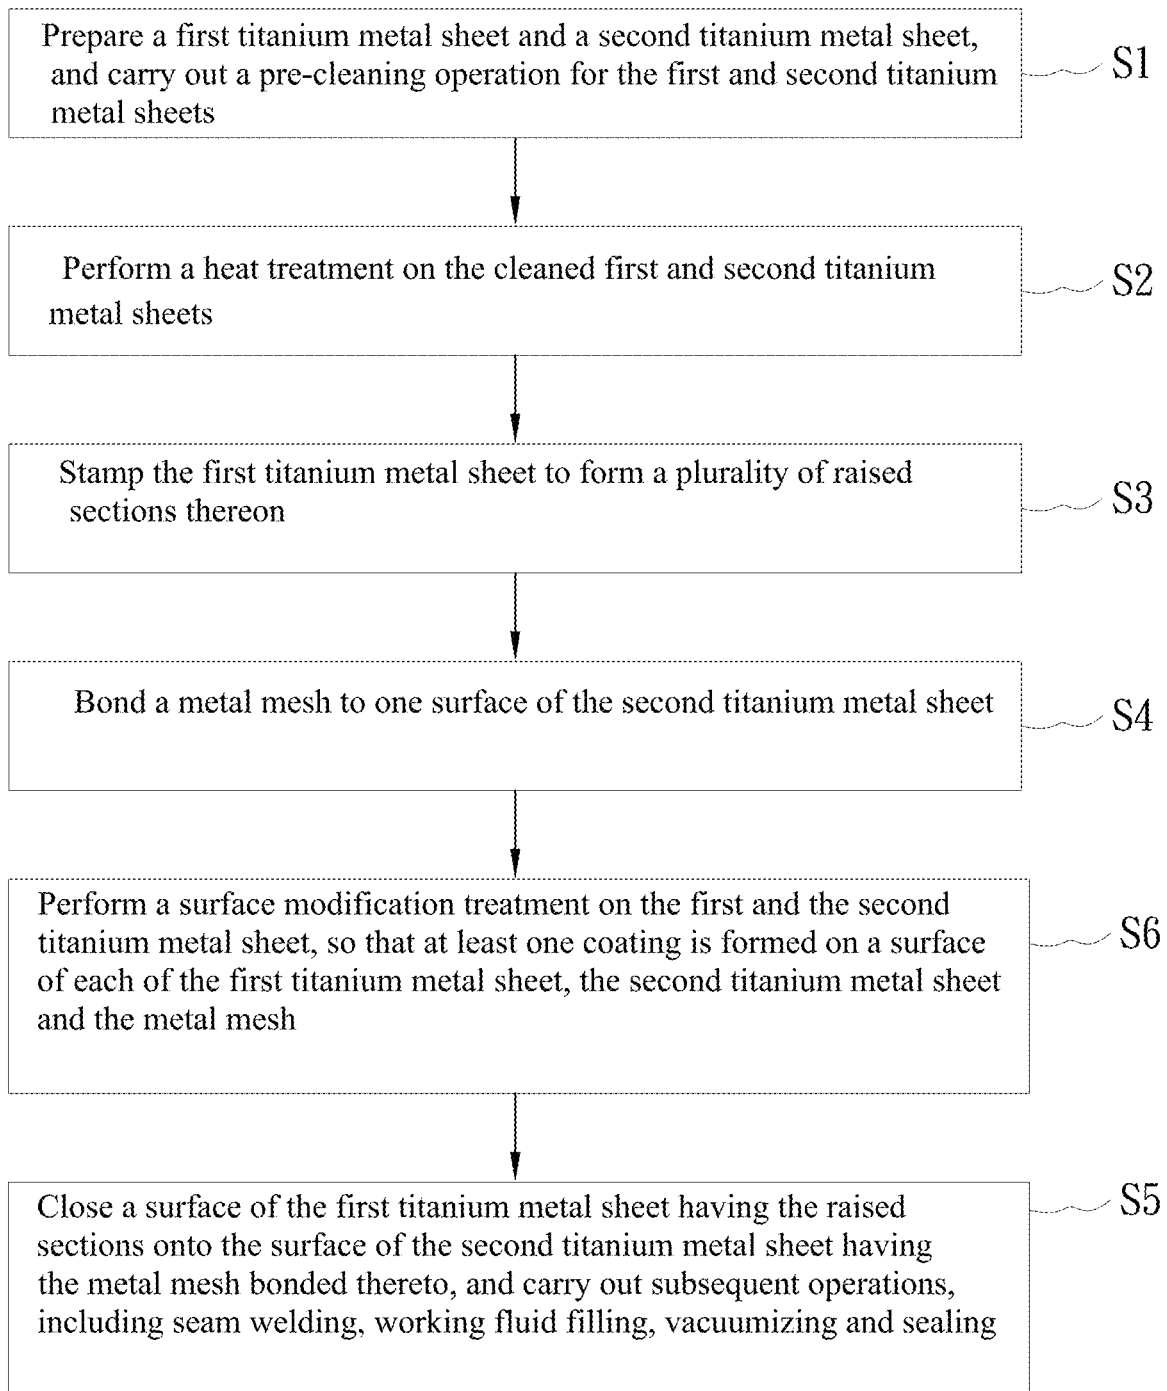 Prepare a first titanium metal sheet and a second titanium metal sheet,
and carry out a pre-cleaning operation for the first and second titanium
metal sheets
S1
Perform a heat treatment on the cleaned first and second titanium
metal sheets
S2
Stamp the first titanium metal sheet to form a plurality of raised
sections thereon
S3
Bond a metal mesh to one surface of the second titanium metal sheet
S4
Perform a surface modification treatment on the first and the second
titanium metal sheet, so that at least one coating is formed on a surface
of each of the first titanium metal sheet, the second titanium metal sheet
and the metal mesh
S6
Close a surface of the first titanium metal sheet having the raised
sections onto the surface of the second titanium metal sheet having
the metal mesh bonded thereto, and carry out subsequent operations,
including seam welding, working fluid filling, vacuumizing and sealing
S5